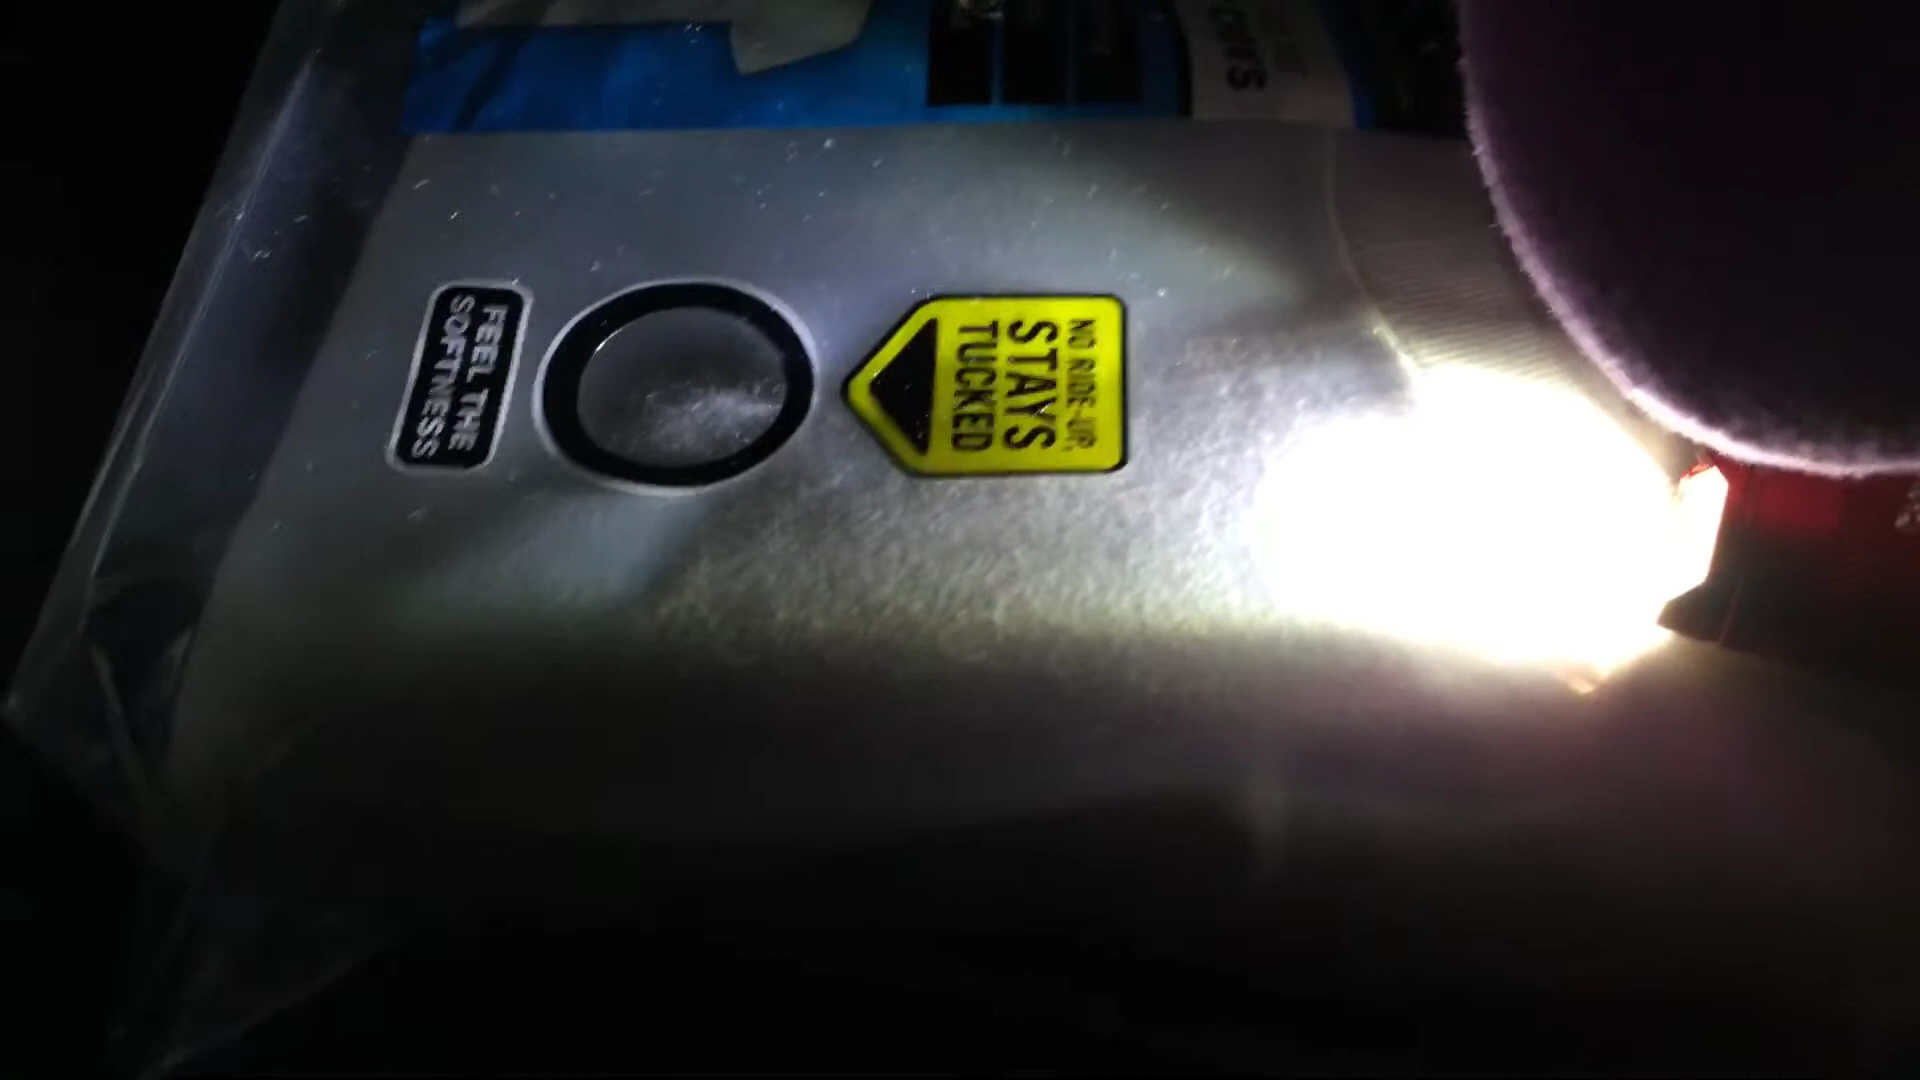 FEEL THE
SOFTNESS
NO RIDE-UP,
STAYS
TUCKED